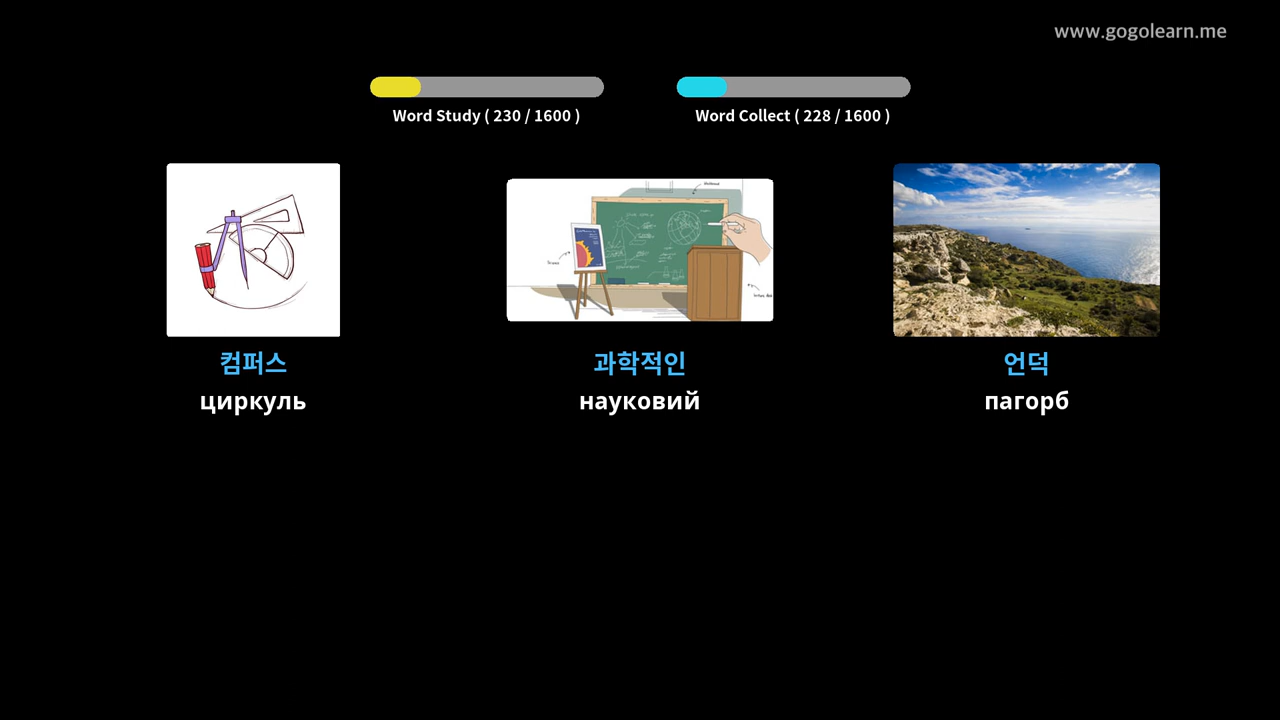 www.gogolearn.me
Word Study ( 230 / 1600 )
Word Collect ( 228 / 1600 )
컴퍼스
циркуль
과학적인
науковий
언덕
пагорб